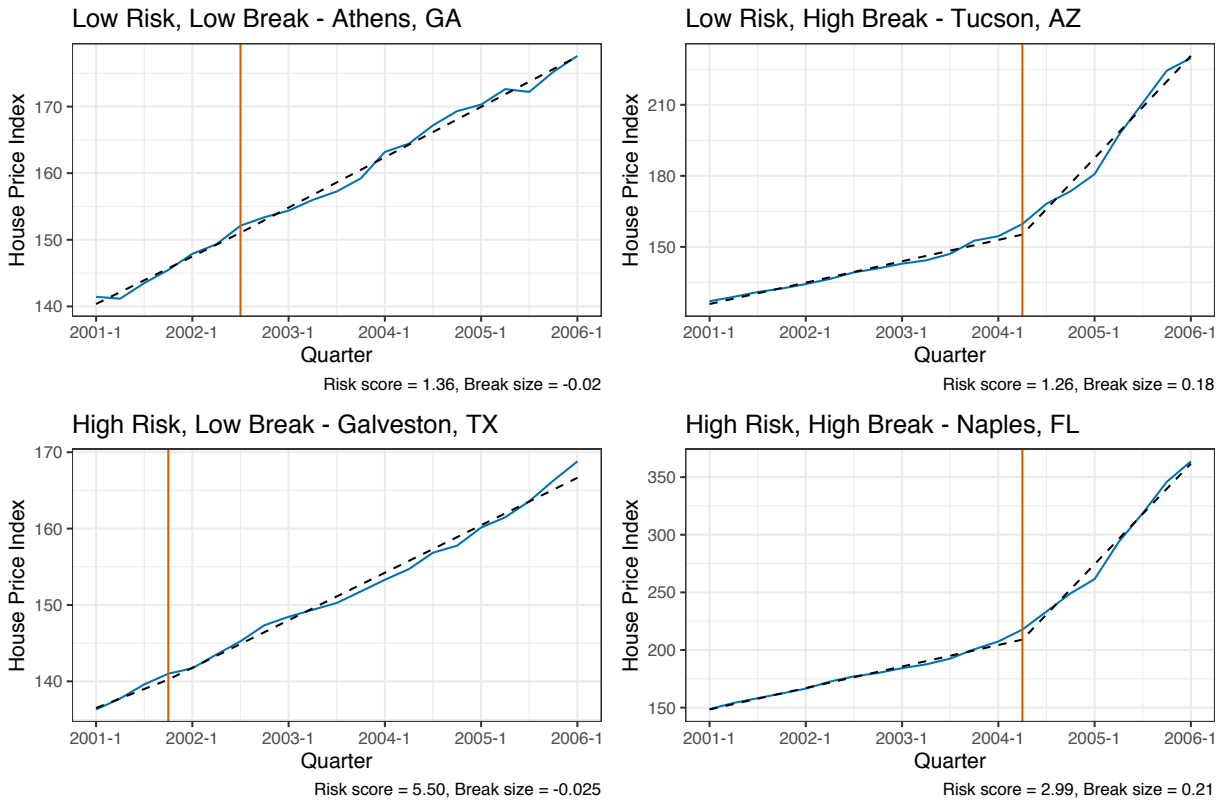 Low Risk, Low Break - Athens, GA
House Price Index
170
160
150
140
2001-1 2002-1 2003-1 2004-1 2005-1 2006-1
Quarter
Risk score = 1.36, Break size = -0.02
Low Risk, High Break - Tucson, AZ
House Price Index
210
180
150
2001-1 2002-1 2003-1 2004-1 2005-1 2006-1
Quarter
Risk score = 1.26, Break size = 0.18
High Risk, Low Break - Galveston, TX
House Price Index
170
160
150
140
2001-1 2002-1 2003-1 2004-1 2005-1 2006-1
Quarter
Risk score = 5.50, Break size = -0.025
High Risk, High Break - Naples, FL
House Price Index
350
300
250
200
150
2001-1 2002-1 2003-1 2004-1 2005-1 2006-1
Quarter
Risk score = 2.99, Break size = 0.21